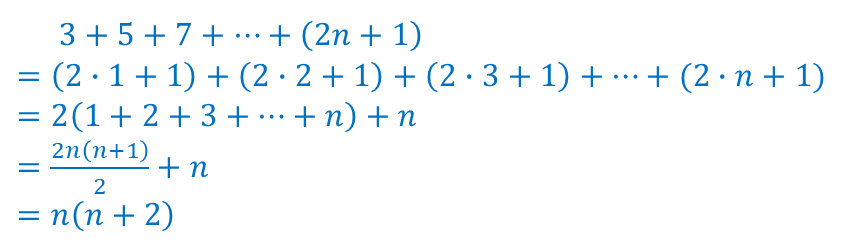 3 + 5 + 7 + ⋯ + (2n + 1)
= (2 · 1 + 1) + (2 · 2 + 1) + (2 · 3 + 1) + ⋯ + (2 · n + 1)
= 2(1 + 2 + 3 + ⋯ + n) + n
= \frac{2n(n+1)}{2} + n
= n(n + 2)